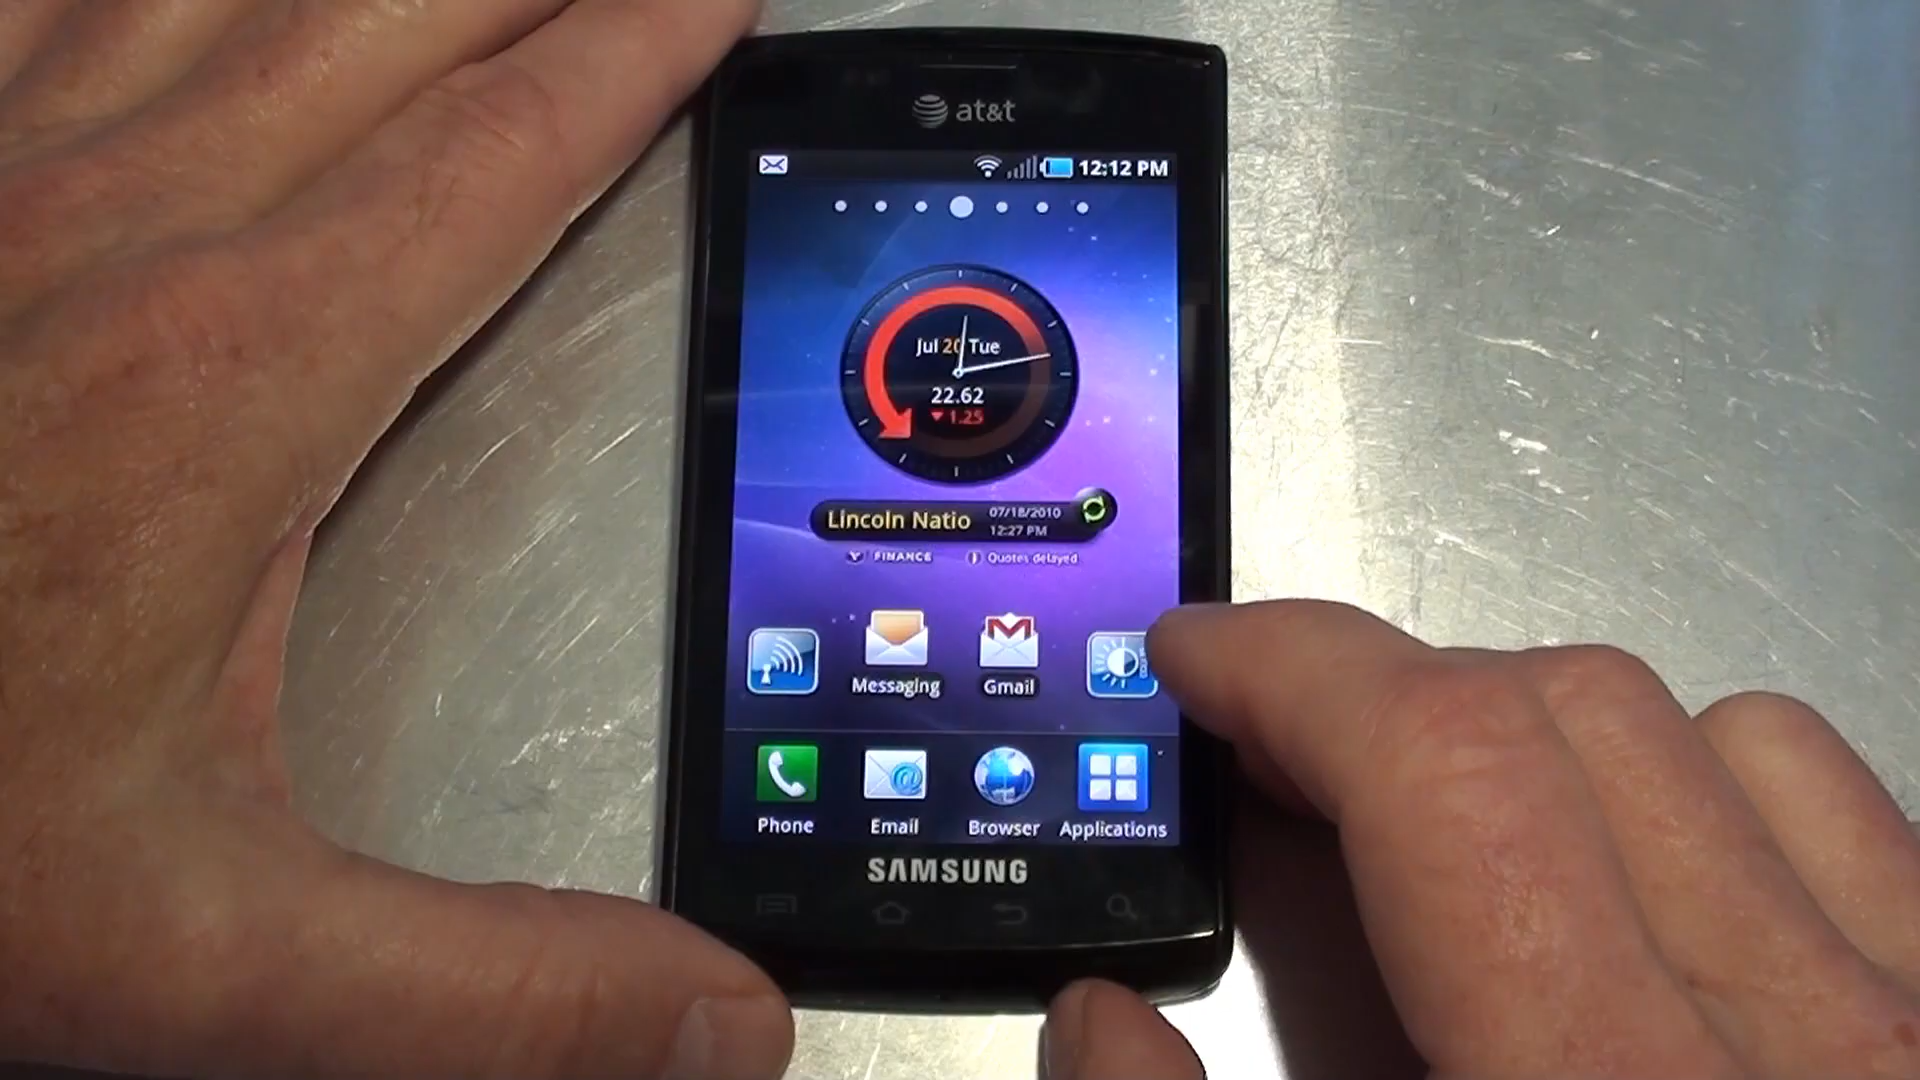 at&t
12:12 PM
Jul 20 Tue
22.62
1.25
Lincoln Natio
07/18/2010
12:27 PM
FINANCE
Quotes delayed
Messaging
Gmail
Phone
Email
Browser
Applications
SAMSUNG